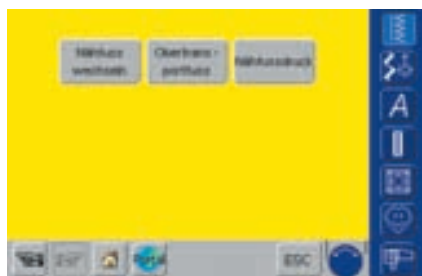 Nähfuss
wechseln
Obertrans-
portfuss
Nähfussdruck
ESC
A